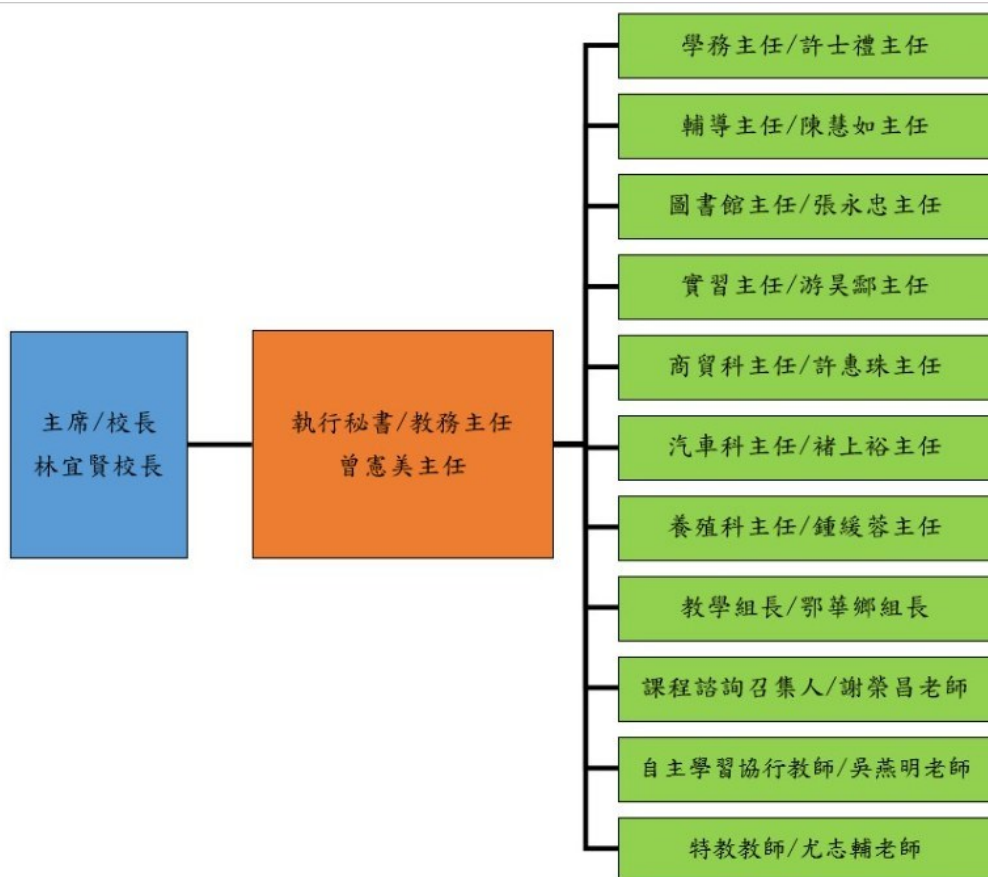 學務主任/許士禮主任
輔導主任/陳慧如主任
圖書館主任/張永忠主任
實習主任/游昊酃主任
商貿科主任/許惠珠主任
主席/校長
林宜賢校長
執行秘書/教務主任
曾憲美主任
汽車科主任/褚上裕主任
養殖科主任/鍾緩蓉主任
教學組長/鄂華鄉組長
課程諮詢召集人/謝榮昌老師
自主學習協行教師/吳燕明老師
特教教師/尤志輔老師